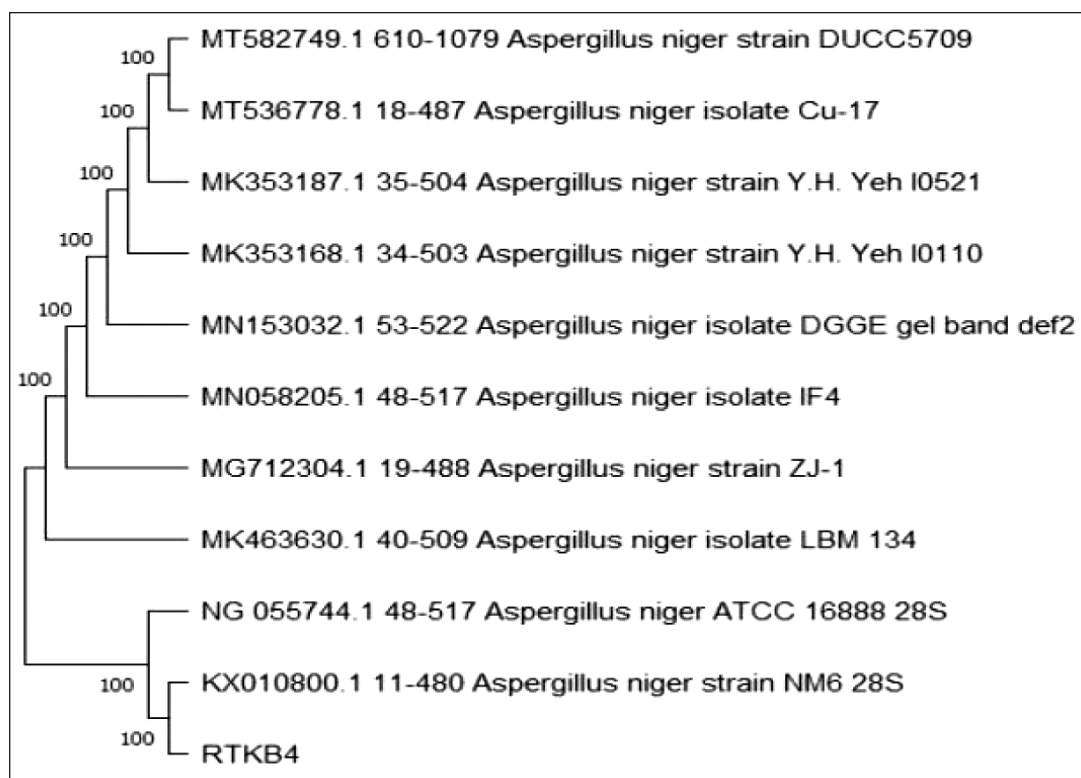 MT582749.1 610-1079 Aspergillus niger strain DUCC5709
100
MT536778.1 18-487 Aspergillus niger isolate Cu-17
100
MK353187.1 35-504 Aspergillus niger strain Y.H. Yeh I0521
100
MK353168.1 34-503 Aspergillus niger strain Y.H. Yeh I0110
100
MN153032.1 53-522 Aspergillus niger isolate DGGE gel band def2
100
MN058205.1 48-517 Aspergillus niger isolate IF4
100
MG712304.1 19-488 Aspergillus niger strain ZJ-1
MK463630.1 40-509 Aspergillus niger isolate LBM 134
NG 055744.1 48-517 Aspergillus niger ATCC 16888 28S
100
KX010800.1 11-480 Aspergillus niger strain NM6 28S
100
RTKB4